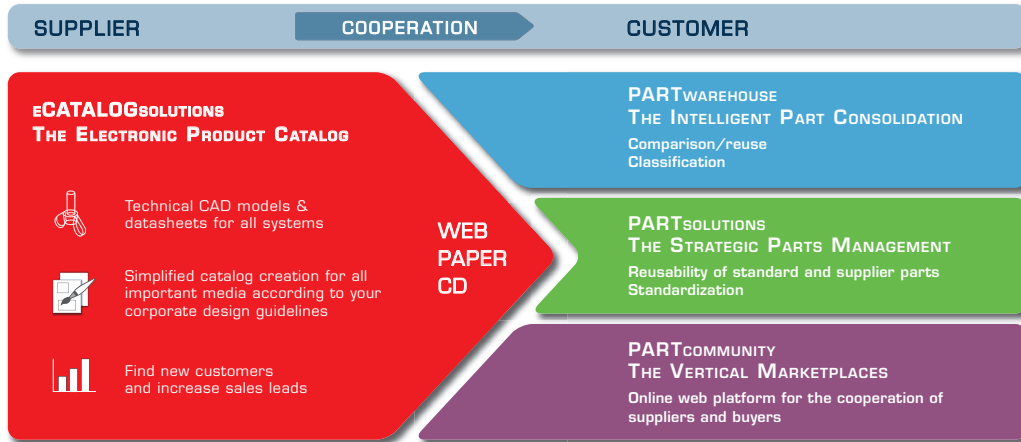 SUPPLIER
COOPERATION
CUSTOMER
eCATALOGSOLUTIONS
THE ELECTRONIC PRODUCT CATALOG
Technical CAD models &
datasheets for all systems
Simplified catalog creation for all
important media according to your
corporate design guidelines
Find new customers
and increase sales leads
WEB
PAPER
CD
PARTWAREHOUSE
THE INTELLIGENT PART CONSOLIDATION
Comparison/reuse
Classification
PARTSOLUTIONS
THE STRATEGIC PARTS MANAGEMENT
Reusability of standard and supplier parts
Standardization
PARTCOMMUNITY
THE VERTICAL MARKETPLACES
Online web platform for the cooperation of
suppliers and buyers